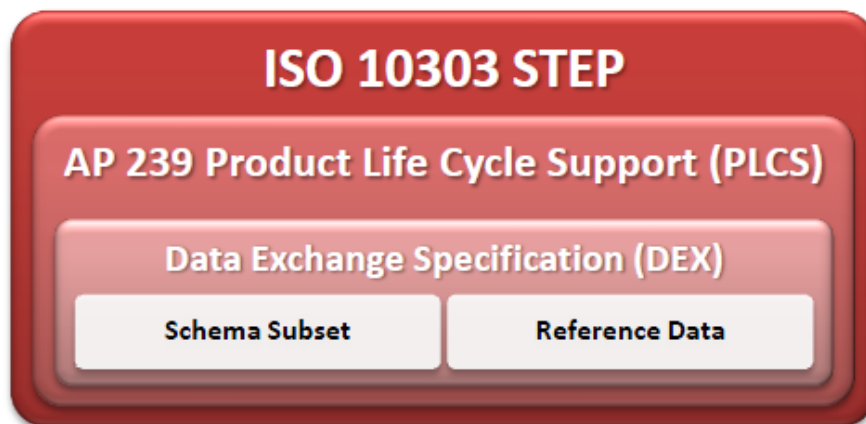 ISO 10303 STEP
AP 239 Product Life Cycle Support (PLCS)
Data Exchange Specification (DEX)
Schema Subset
Reference Data